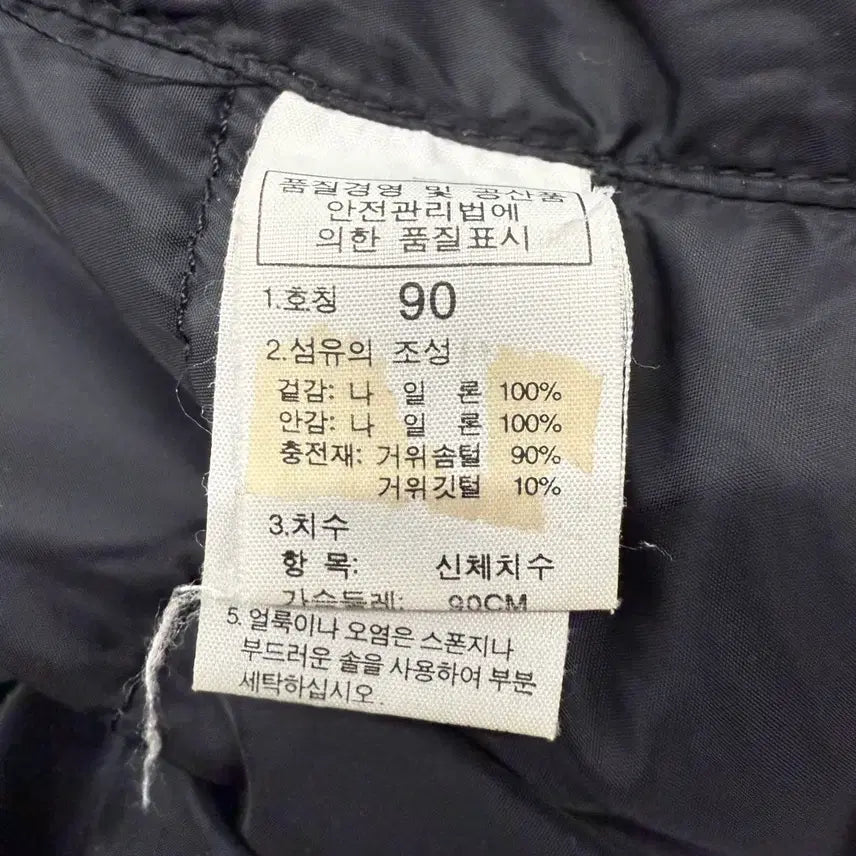 품질경영 및 공산품
안전관리법에
의한 품질표시
1.호칭 90
2.섬유의 조성
겉감: 나 일 론 100%
안감: 나 일 론 100%
충전재: 거위솜털 90%
거위깃털 10%
3.치수
항 목: 신체치수
가슴둘레: 90CM
5. 얼룩이나 오염은 스폰지나
부드러운 솔을 사용하여 부분
세탁하십시오.